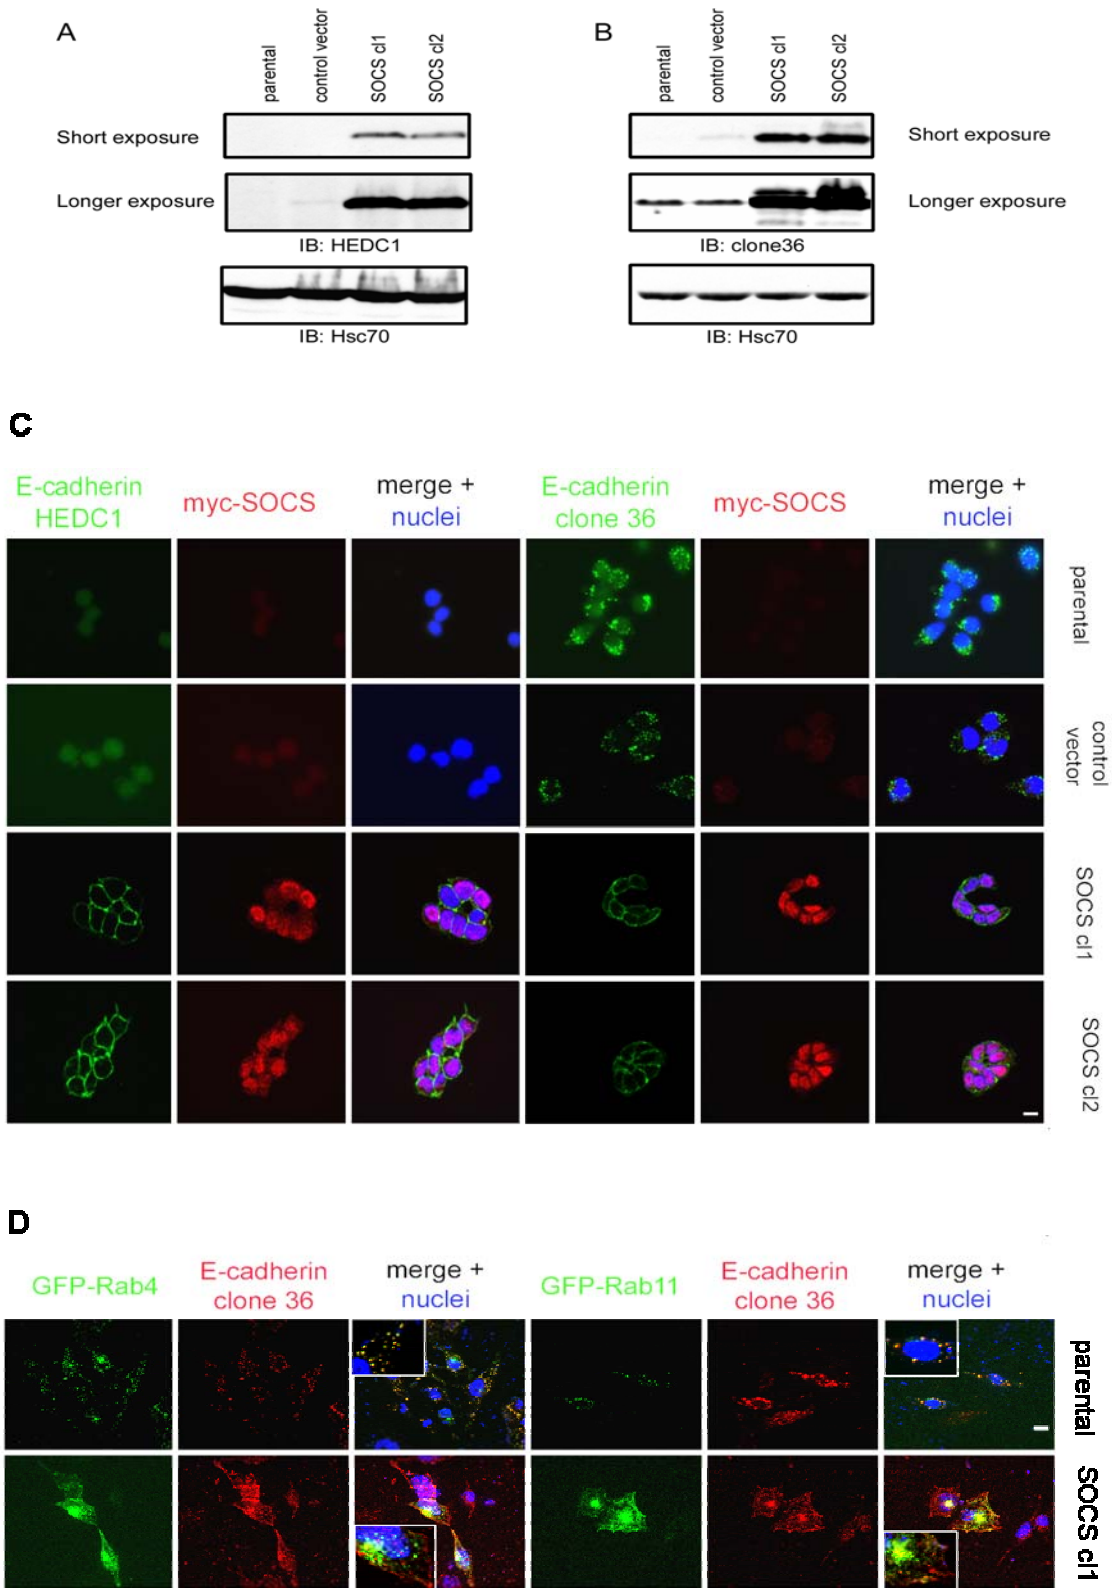 A
parental
control vector
SOCS cl1
SOCS cl2
Short exposure
Longer exposure
IB: HEDC1
IB: Hsc70
B
parental
control vector
SOCS cl1
SOCS cl2
Short exposure
Longer exposure
IB: clone36
IB: Hsc70
C
E-cadherin
HEDC1
myc-SOCS
merge +
nuclei
E-cadherin
clone 36
myc-SOCS
merge +
nuclei
parental
control
vector
SOCS cl1
SOCS cl2
D
GFP-Rab4
E-cadherin
clone 36
merge +
nuclei
GFP-Rab11
E-cadherin
clone 36
merge +
nuclei
parental
SOCS cl1